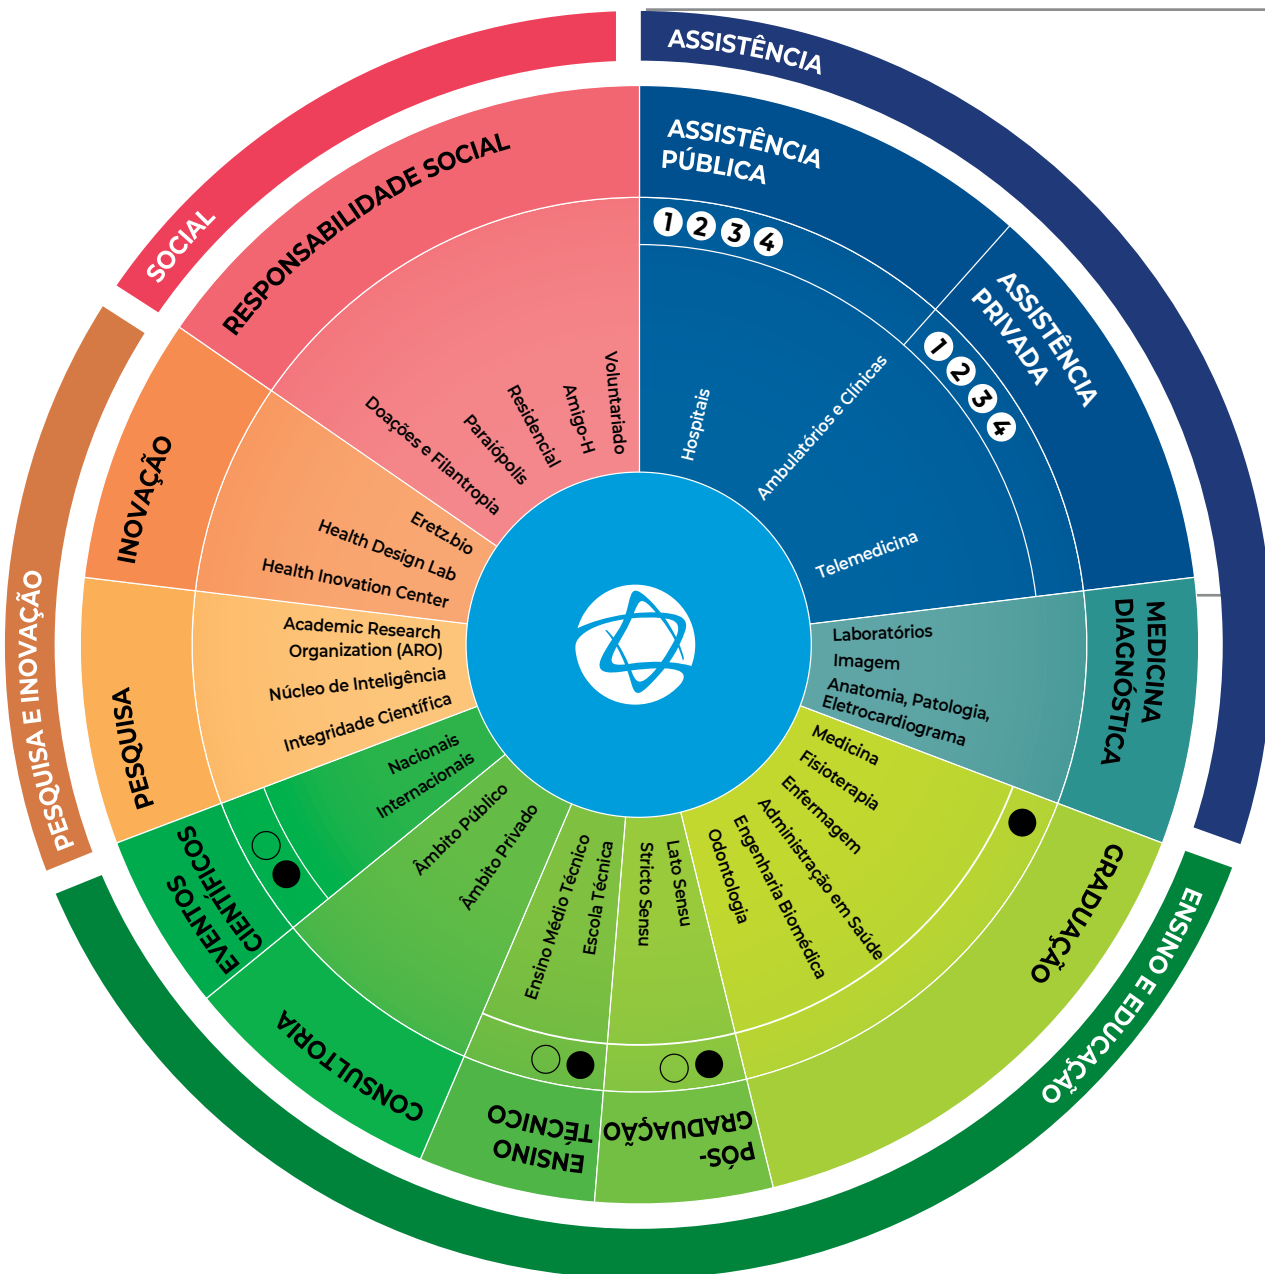 ASSISTÊNCIA
ASSISTÊNCIA
PÚBLICA
1 2 3 4
ASSISTÊNCIA
PRIVADA
1 2 3 4
Hospitais
Ambulatórios e Clínicas
Telemedicina
MEDICINA
DIAGNÓSTICA
Laboratórios
Imagem
Anatomia, Patologia,
Eletrocardiograma
ENSINO E EDUCAÇÃO
GRADUAÇÃO
Medicina
Fisioterapia
Enfermagem
Administração em Saúde
Engenharia Biomédica
Odontologia
PÓS-
GRADUAÇÃO
Lato Sensu
Stricto Sensu
ENSINO
TÉCNICO
Escola Técnica
Ensino Médio Técnico
CONSULTORIA
Âmbito Privado
Âmbito Público
EVENTOS
CIENTÍFICOS
Internacionais
Nacionais
PESQUISA E INOVAÇÃO
PESQUISA
Academic Research
Organization (ARO)
Núcleo de Inteligência
Integridade Científica
INOVAÇÃO
Eretz.bio
Health Design Lab
Health Inovation Center
SOCIAL
RESPONSABILIDADE SOCIAL
Doações e Filantropia
Paraiópolis
Residencial
Amigo-H
Voluntariado